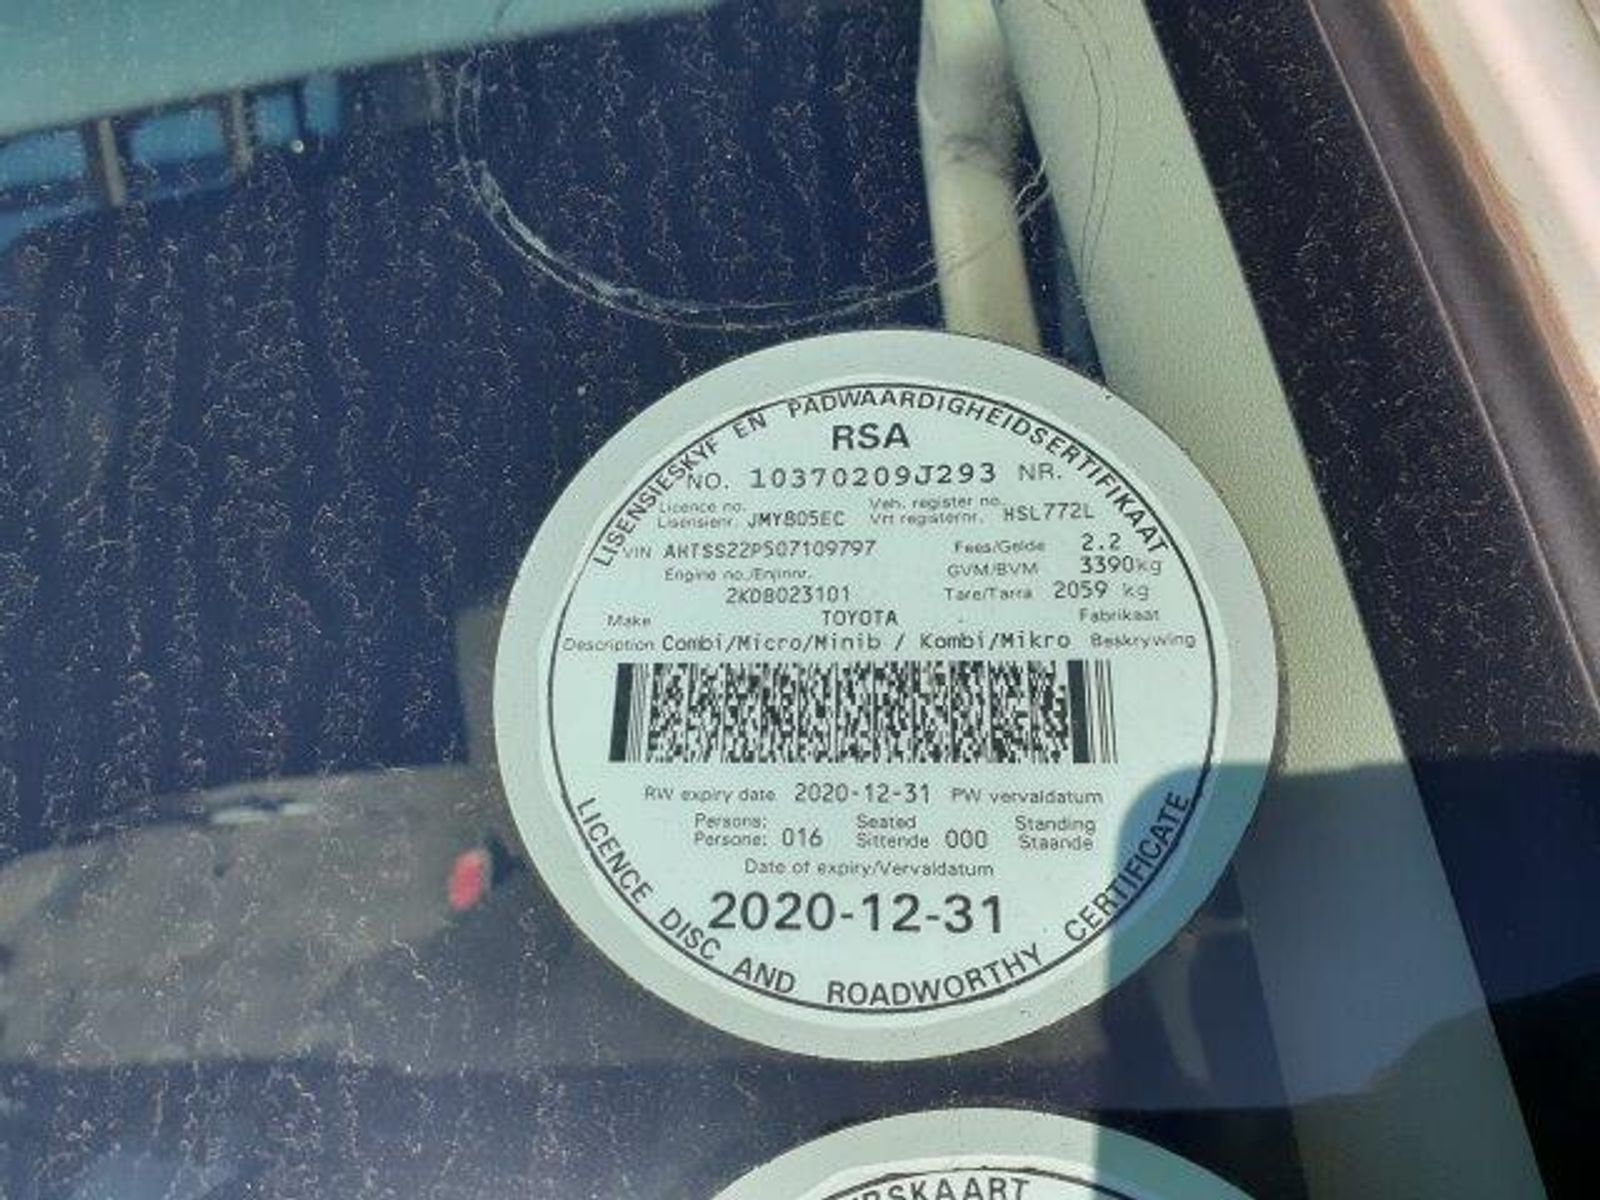 LISENSIESKYF EN PADWAARDIGHEIDSERTIFIKAAT
RSA
NO. 10370209J293 NR.
Licence no. Veh. register no.
Lisensienr. JMY805EC Vrt registernr. HSL772L
VIN AHTSS22P507109797 Fees/Gelde 2.2
Engine no./Enjinnr. GVM/BVM 3390kg
2KD8023101 Tare/Tarra 2059 kg
Make TOYOTA Fabrikaat
Description Combi/Micro/Minib / Kombi/Mikro Beskrywing
RW expiry date 2020-12-31 PW vervaldatum
Persons: Seated Standing
Persone: 016 Sittende 000 Staande
Date of expiry/Vervaldatum
2020-12-31
LICENCE DISC AND ROADWORTHY CERTIFICATE